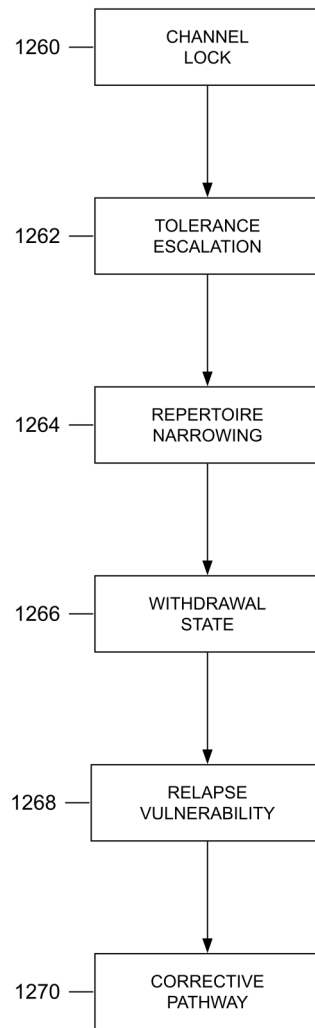 1260
CHANNEL
LOCK
1262
TOLERANCE
ESCALATION
1264
REPERTOIRE
NARROWING
1266
WITHDRAWAL
STATE
1268
RELAPSE
VULNERABILITY
1270
CORRECTIVE
PATHWAY